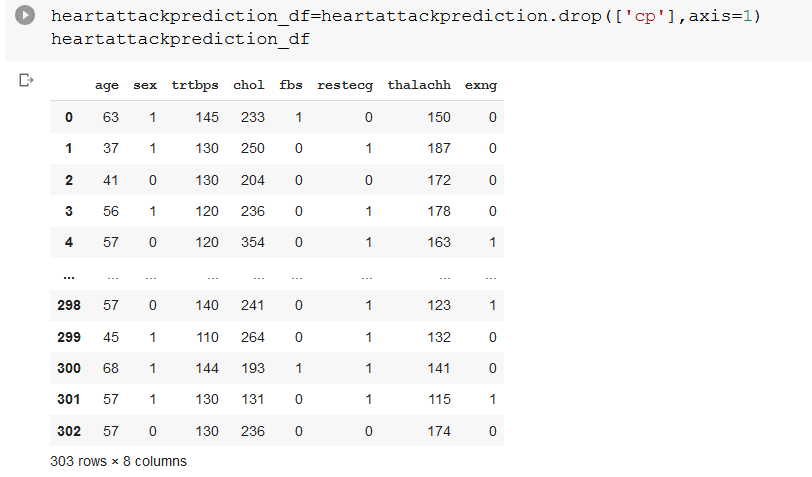 heartattackprediction_df=heartattackprediction.drop(['cp'],axis=1)
heartattackprediction_df
age sex trtbps chol fbs restecg thalachh exng
0 63 1 145 233 1 0 150 0
1 37 1 130 250 0 1 187 0
2 41 0 130 204 0 0 172 0
3 56 1 120 236 0 1 178 0
4 57 0 120 354 0 1 163 1
... ... ... ... ... ... ... ... ...
298 57 0 140 241 0 1 123 1
299 45 1 110 264 0 1 132 0
300 68 1 144 193 1 1 141 0
301 57 1 130 131 0 1 115 1
302 57 0 130 236 0 0 174 0
303 rows × 8 columns